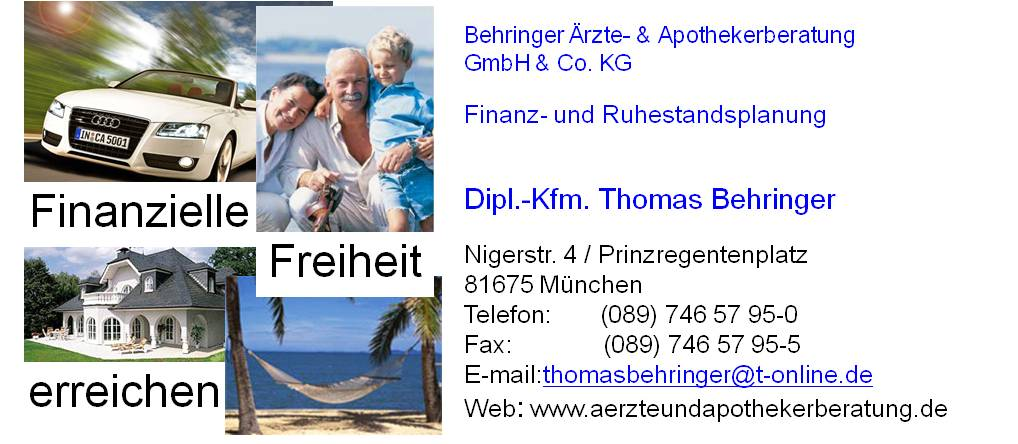 IN CA 5001
Finanzielle
Freiheit
erreichen
Behringer Ärzte- & Apothekerberatung
GmbH & Co. KG
Finanz- und Ruhestandsplanung
Dipl.-Kfm. Thomas Behringer
Nigerstr. 4 / Prinzregentenplatz
81675 München
Telefon: (089) 746 57 95-0
Fax: (089) 746 57 95-5
E-mail:thomasbehringer@t-online.de
Web: www.aerzteundapothekerberatung.de